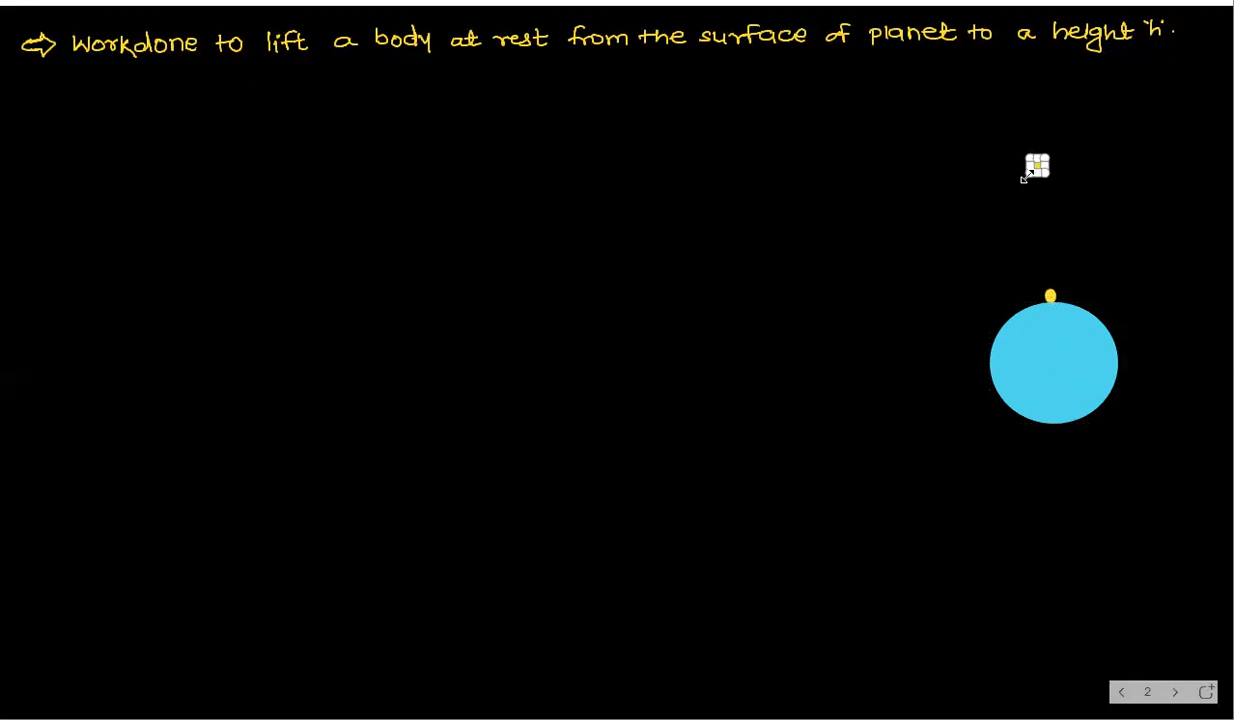 ⇒ Workdone to lift a body at rest from the surface of planet to a height 'h'.
2